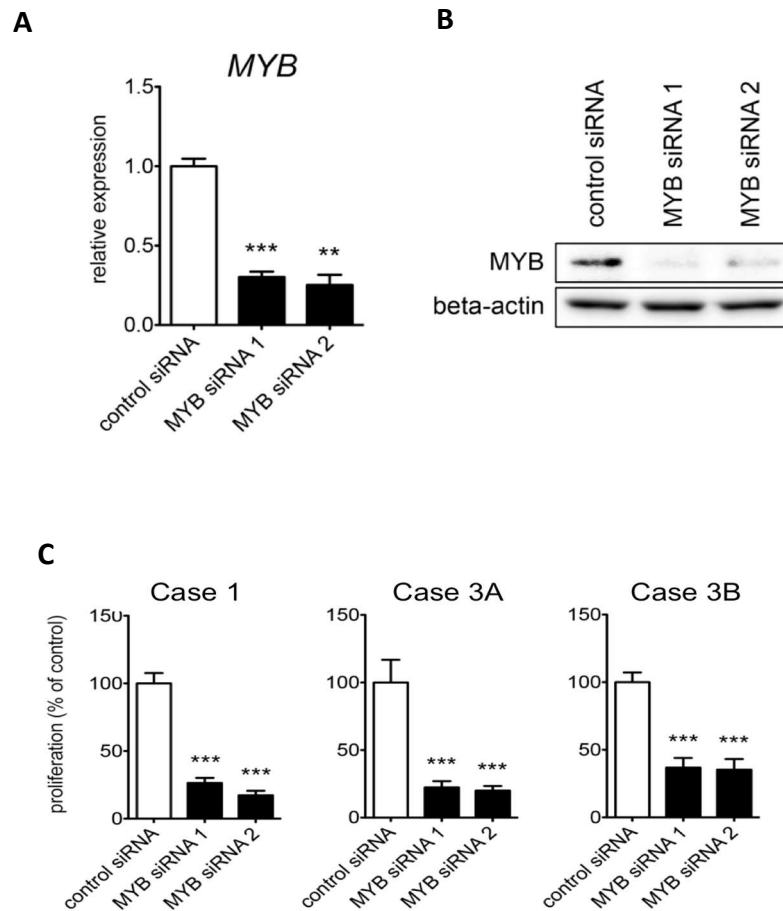 A
MYB
relative expression
1.5
1.0
0.5
0.0
***
**
control siRNA
MYB siRNA 1
MYB siRNA 2
B
control siRNA
MYB siRNA 1
MYB siRNA 2
MYB
beta-actin
C
Case 1
proliferation (% of control)
150
100
50
0
***
***
control siRNA
MYB siRNA 1
MYB siRNA 2
Case 3A
150
100
50
0
***
***
control siRNA
MYB siRNA 1
MYB siRNA 2
Case 3B
150
100
50
0
***
***
control siRNA
MYB siRNA 1
MYB siRNA 2